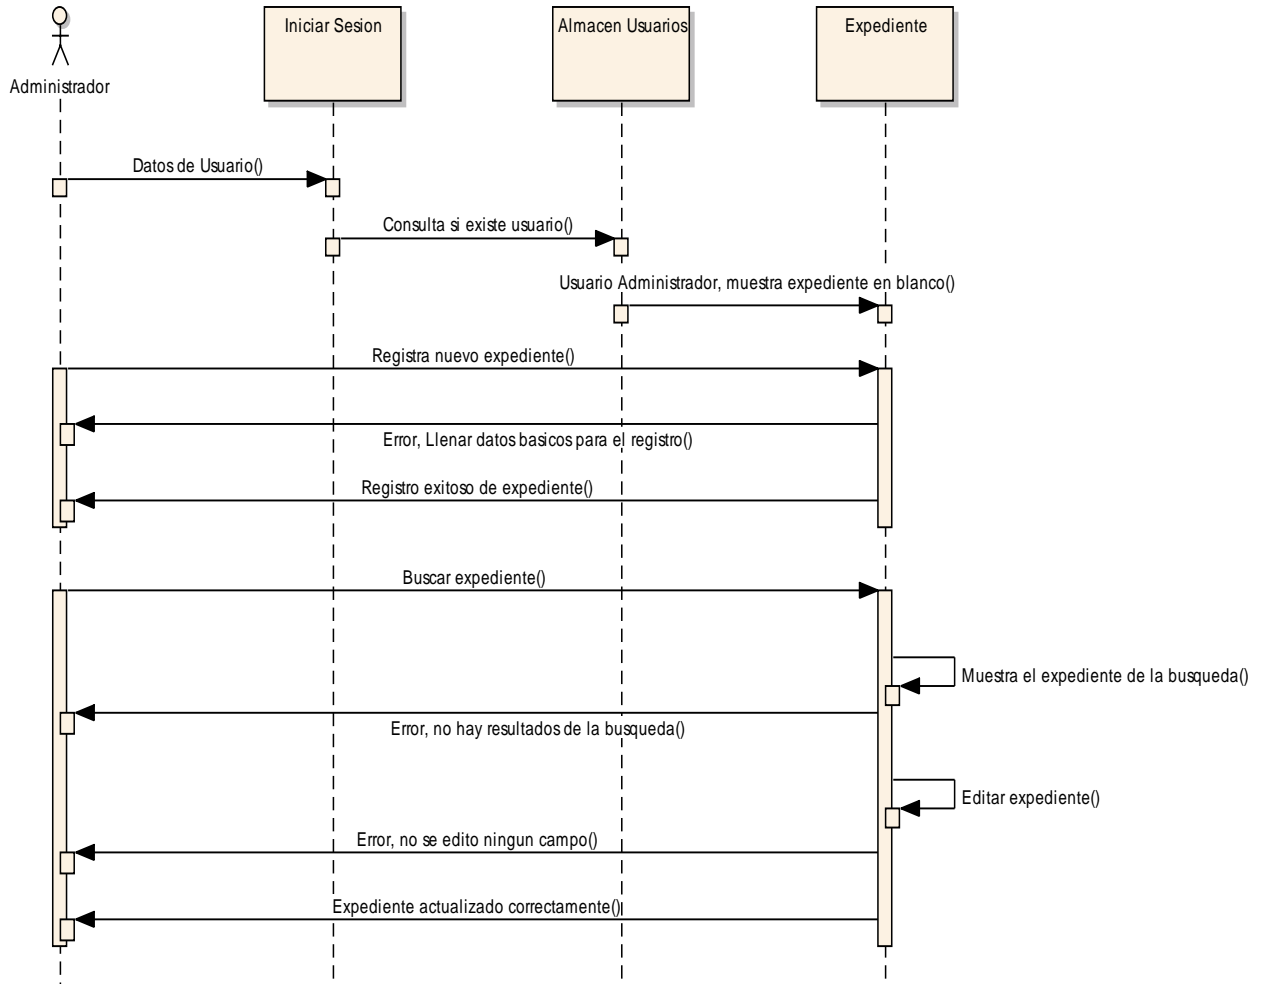 Iniciar Sesion
Almacen Usuarios
Expediente
Administrador
Datos de Usuario()
Consulta si existe usuario()
Usuario Administrador, muestra expediente en blanco()
Registra nuevo expediente()
Error, Llenar datos basicos para el registro()
Registro exitoso de expediente()
Buscar expediente()
Muestra el expediente de la busqueda()
Error, no hay resultados de la busqueda()
Editar expediente()
Error, no se edito ningun campo()
Expediente actualizado correctamente()